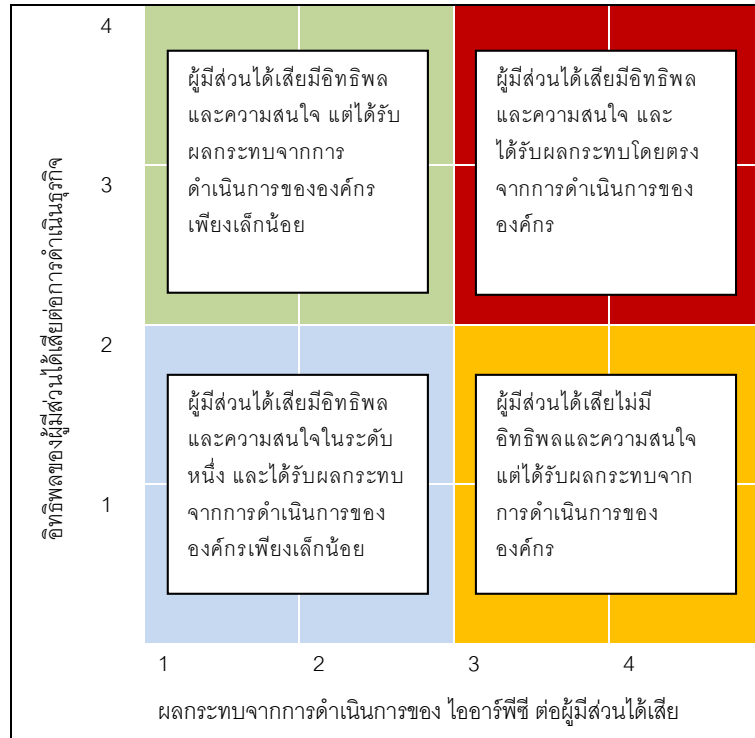 อิทธิพลของผู้มีส่วนได้เสียต่อการดำเนินธุรกิจ
4
3
2
1
ผู้มีส่วนได้เสียมีอิทธิพล
และความสนใจ แต่ได้รับ
ผลกระทบจากการ
ดำเนินการขององค์กร
เพียงเล็กน้อย
ผู้มีส่วนได้เสียมีอิทธิพล
และความสนใจ และ
ได้รับผลกระทบโดยตรง
จากการดำเนินการของ
องค์กร
ผู้มีส่วนได้เสียมีอิทธิพล
และความสนใจในระดับ
หนึ่ง และได้รับผลกระทบ
จากการดำเนินการของ
องค์กรเพียงเล็กน้อย
ผู้มีส่วนได้เสียไม่มี
อิทธิพลและความสนใจ
แต่ได้รับผลกระทบจาก
การดำเนินการของ
องค์กร
1 2 3 4
ผลกระทบจากการดำเนินการของ ไออาร์พีซี ต่อผู้มีส่วนได้เสีย